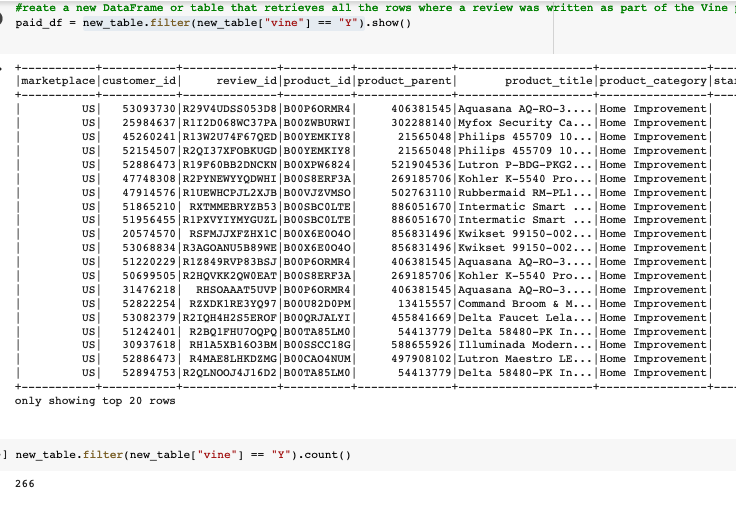 #reate a new DataFrame or table that retrieves all the rows where a review was written as part of the Vine
paid_df = new_table.filter(new_table["vine"] == "Y").show()
+-----------+-----------+--------------+----------+--------------+--------------------+----------------+----
|marketplace|customer_id|     review_id|product_id|product_parent|       product_title|product_category|star
+-----------+-----------+--------------+----------+--------------+--------------------+----------------+----
|         US|   53093730|R29V4UDSS053D8|B00P6ORMR4|     406381545|Aquasana AQ-RO-3....|Home Improvement|
|         US|   25984637|R1I2D068WC37PA|B00ZWBURWI|     302288140|Myfox Security Ca...|Home Improvement|
|         US|   45260241|R13W2U74F67QED|B00YEMKIY8|      21565048|Philips 455709 10...|Home Improvement|
|         US|   52154507|R2QI37XFOBKUGD|B00YEMKIY8|      21565048|Philips 455709 10...|Home Improvement|
|         US|   52886473|R19F60BB2DNCKN|B00XPW6824|     521904536|Lutron P-BDG-PKG2...|Home Improvement|
|         US|   47748308|R2PYNEWYYQDWHI|B00S8ERF3A|     269185706|Kohler K-5540 Pro...|Home Improvement|
|         US|   47914576|R1UEWHCPJL2XJB|B00VJZVMSO|     502763110|Rubbermaid RM-PL1...|Home Improvement|
|         US|   51865210| RXTMMEBRYZB53|B00SBC0LTE|     886051670|Intermatic Smart ...|Home Improvement|
|         US|   51956455|R1PXVYIYMYGUZL|B00SBC0LTE|     886051670|Intermatic Smart ...|Home Improvement|
|         US|   20574570| RSFMJJXFZHX1C|B00X6E0O4O|     856831496|Kwikset 99150-002...|Home Improvement|
|         US|   53068834|R3AGOANU5B89WE|B00X6E0O4O|     856831496|Kwikset 99150-002...|Home Improvement|
|         US|   51220229|R1Z849RVP83BSJ|B00P6ORMR4|     406381545|Aquasana AQ-RO-3....|Home Improvement|
|         US|   50699505|R2HQVKK2QW0EAT|B00S8ERF3A|     269185706|Kohler K-5540 Pro...|Home Improvement|
|         US|   31476218| RHSOAAAT5UVP|B00P6ORMR4|     406381545|Aquasana AQ-RO-3....|Home Improvement|
|         US|   52822254| RZXDK1RE3YQ97|B00U82D0PM|      13415557|Command Broom & M...|Home Improvement|
|         US|   53082379|R2IQH4H2S5EROF|B00QRJALYI|     455841669|Delta Faucet Lela...|Home Improvement|
|         US|   51242401| R2BQ1FHU7OQPQ|B00TA85LM0|      54413779|Delta 58480-PK In...|Home Improvement|
|         US|   30937618| RH1A5XB16O3BM|B00SSCC18G|     588655926|Illuminada Modern...|Home Improvement|
|         US|   52886473| R4MAE8LHKDZMG|B00CAO4NUM|     497908102|Lutron Maestro LE...|Home Improvement|
|         US|   52894753|R2QLNOOJ4J16D2|B00TA85LM0|      54413779|Delta 58480-PK In...|Home Improvement|
+-----------+-----------+--------------+----------+--------------+--------------------+----------------+----
only showing top 20 rows
] new_table.filter(new_table["vine"] == "Y").count()
266